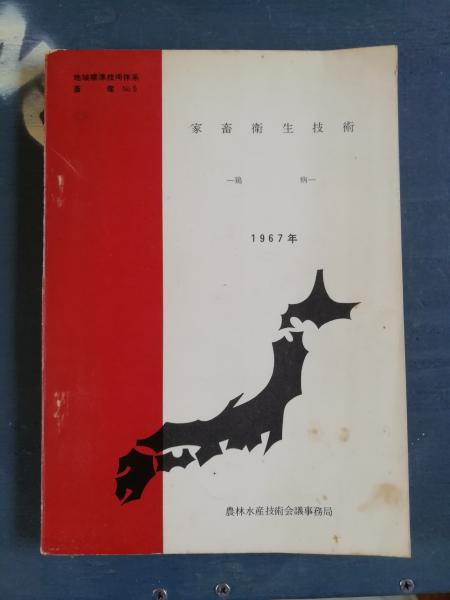 地域標準技術体系
畜産 No.5
家畜衛生技術
―鶏病―
1967年
農林水産技術会議事務局